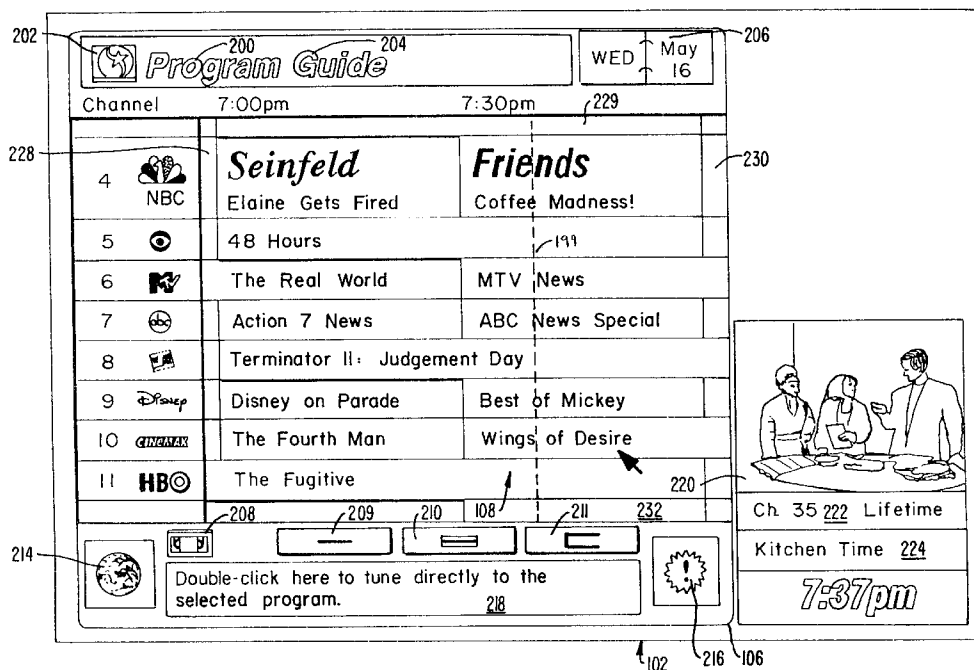 202
200
204
206
Program Guide
WED
May
16
Channel 7:00pm 7:30pm
229
228
230
4 NBC Seinfeld Friends
Elaine Gets Fired Coffee Madness!
5 48 Hours
199
6 MTV The Real World MTV News
7 abc Action 7 News ABC News Special
8 Terminator II: Judgement Day
9 Disney Disney on Parade Best of Mickey
10 CINEMAX The Fourth Man Wings of Desire
11 HBO The Fugitive
220
208 209 210 108 211 232
Ch. 35 222 Lifetime
Kitchen Time 224
7:37pm
214
Double-click here to tune directly to the
selected program. 218
216
106
102